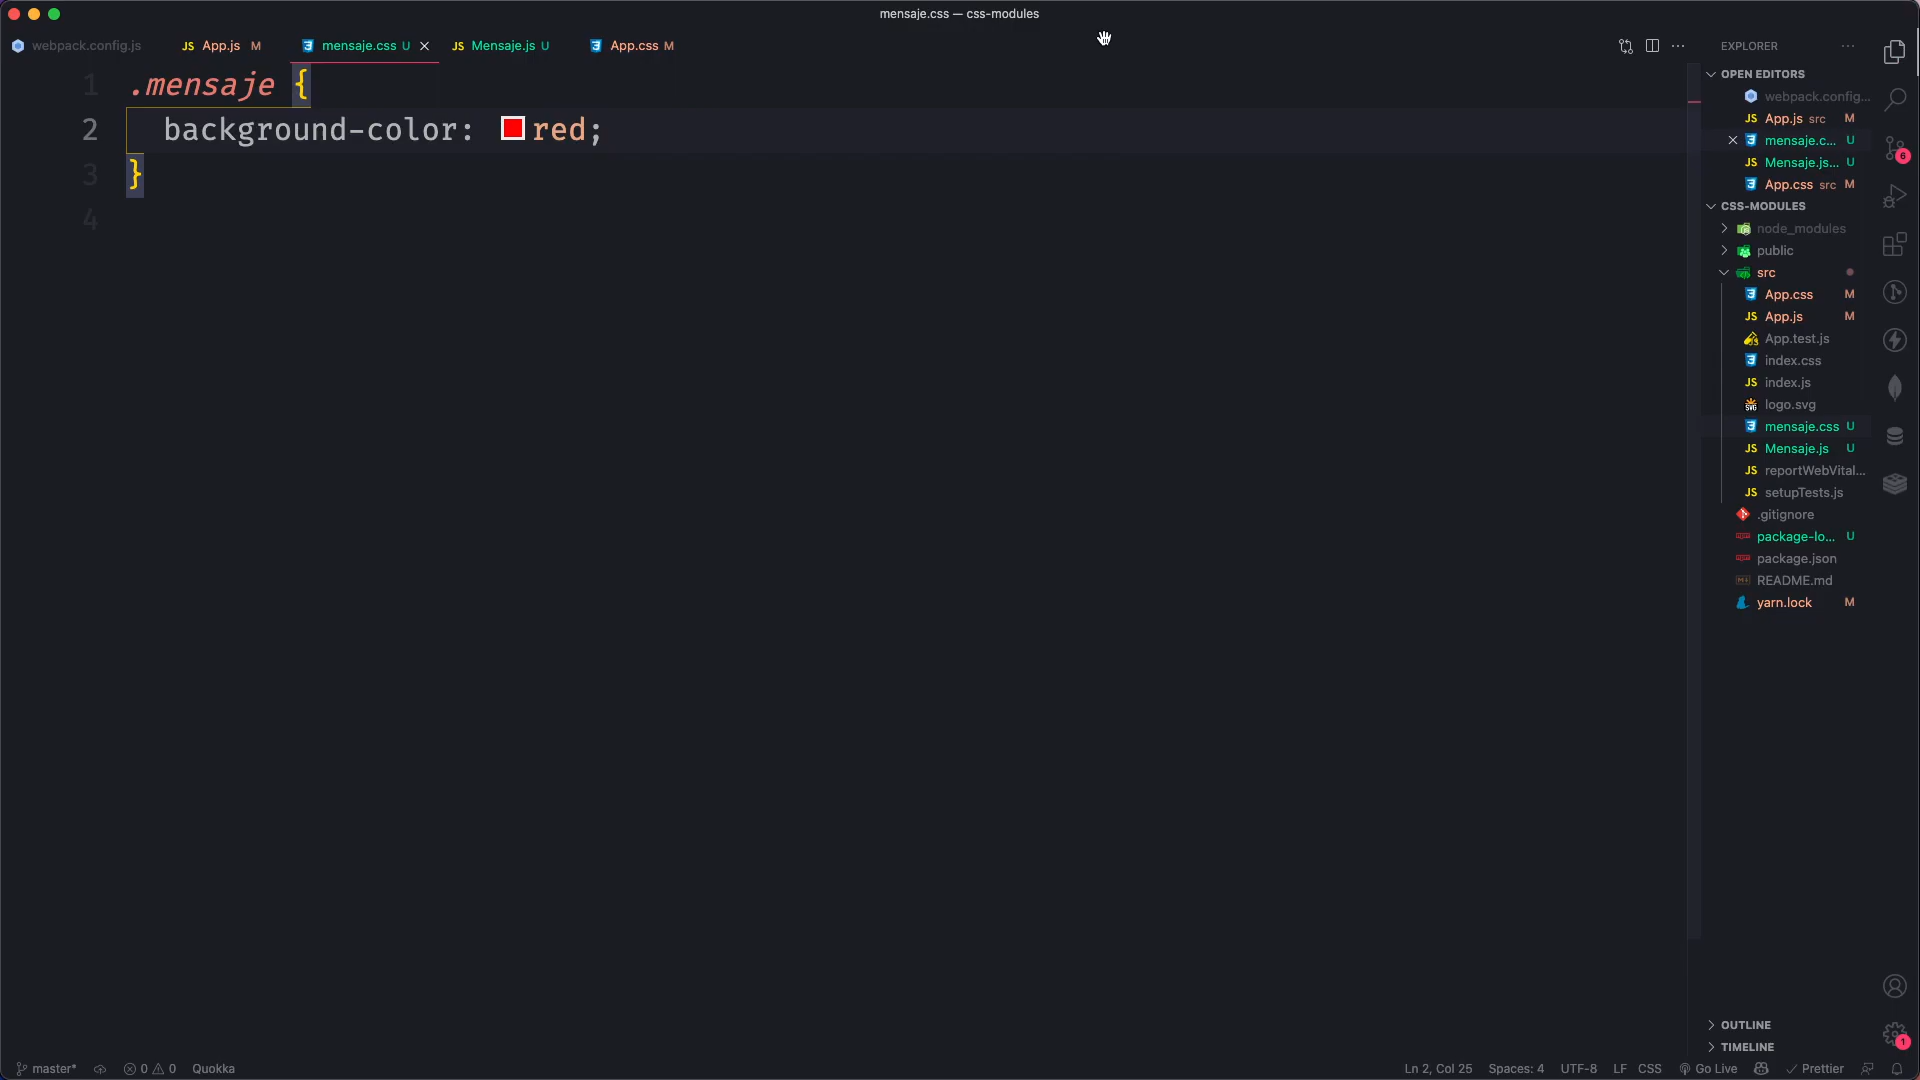 mensaje.css — css-modules
webpack.config.js
JS App.js M
mensaje.css U
JS Mensaje.js U
App.css M
1 .mensaje {
2 background-color: red;
3 }
4
EXPLORER
OPEN EDITORS
webpack.config...
JS App.js src M
mensaje.c... U
JS Mensaje.js... U
App.css src M
6
CSS-MODULES
node_modules
public
src
App.css M
JS App.js M
App.test.js
index.css
JS index.js
SVG logo.svg
mensaje.css U
JS Mensaje.js U
JS reportWebVital...
JS setupTests.js
.gitignore
package-lo... U
package.json
README.md
yarn.lock M
OUTLINE
1
TIMELINE
master* 0 0 Quokka
Ln 2, Col 25 Spaces: 4 UTF-8 LF CSS Go Live Prettier